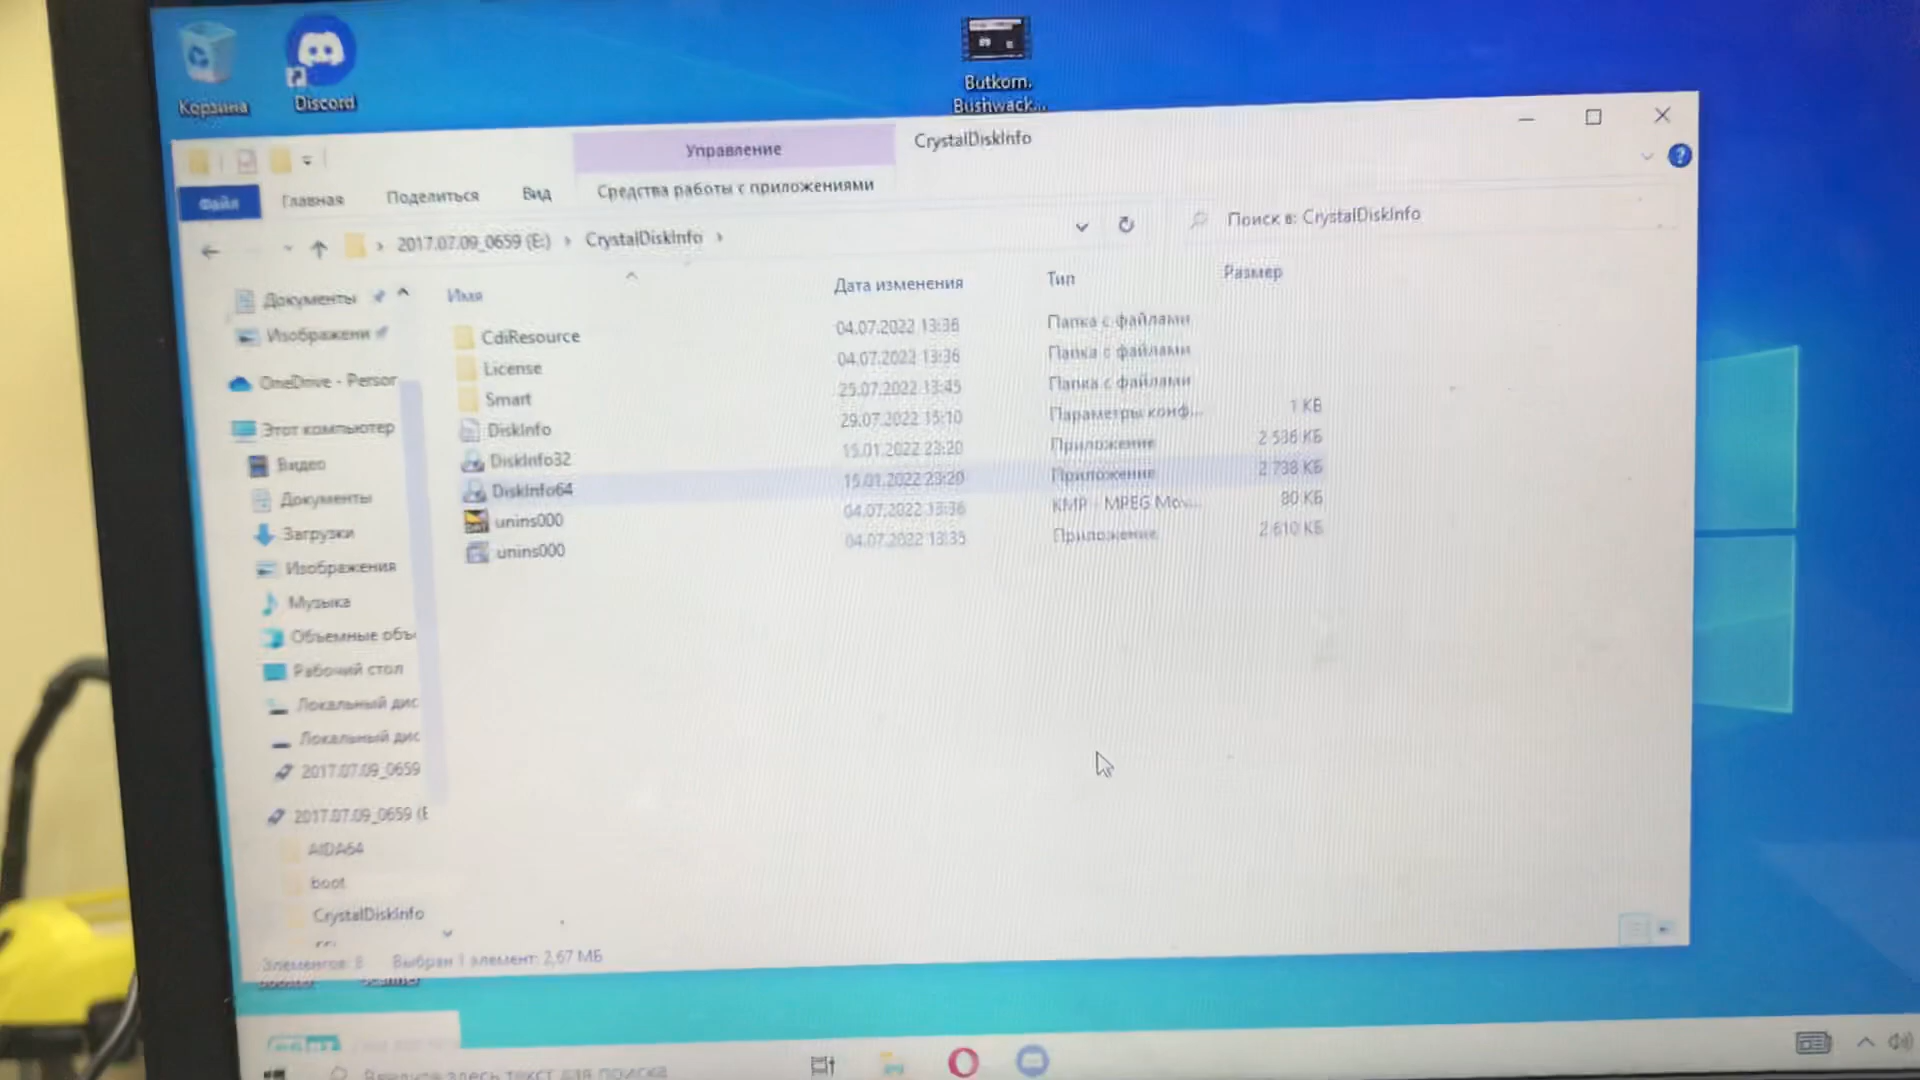 Корзина
Discord
Butkom.
Bushwack...
Управление
CrystalDiskInfo
Файл
Главная
Поделиться
Вид
Средства работы с приложениями
2017.07.09_0659 (E:) › CrystalDiskInfo ›
Поиск в: CrystalDiskInfo
Имя
Дата изменения
Тип
Размер
CdiResource 04.07.2022 13:36 Папка с файлами
License 04.07.2022 13:36 Папка с файлами
Smart 25.07.2022 13:45 Папка с файлами
DiskInfo 29.07.2022 15:10 Параметры конф... 1 КБ
DiskInfo32 15.01.2022 23:20 Приложение 2 536 КБ
DiskInfo64 15.01.2022 23:20 Приложение 2 738 КБ
unins000 04.07.2022 13:36 KMP - MPEG Mov... 80 КБ
unins000 04.07.2022 13:35 Приложение 2 610 КБ
Документы
Изображени
OneDrive - Persor
Этот компьютер
Видео
Документы
Загрузки
Изображения
Музыка
Объемные объ
Рабочий стол
Локальный дис
Локальный дис
2017.07.09_0659
2017.07.09_0659 (E
AIDA64
boot
CrystalDiskInfo
Элементов: 8
Выбран 1 элемент: 2,67 МБ
Введите здесь текст для поиска